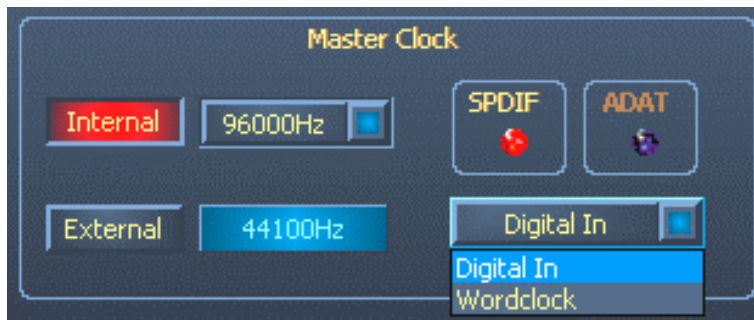 Master Clock
Internal
96000Hz
SPDIF
ADAT
External
44100Hz
Digital In
Digital In
Wordclock